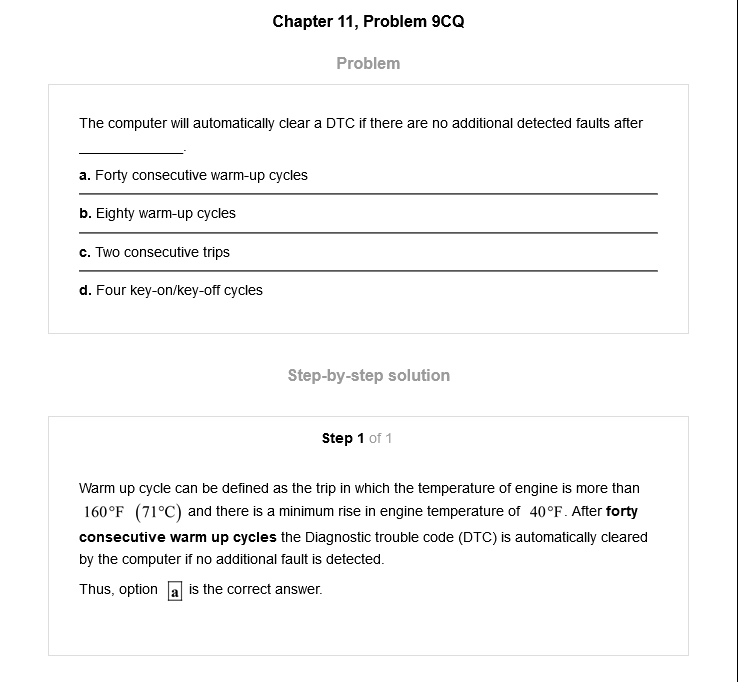 Chapter 11, Problem 9CQ
Problem
The computer will automatically clear a DTC if there are no additional detected faults after
_____________.
a. Forty consecutive warm-up cycles
b. Eighty warm-up cycles
c. Two consecutive trips
d. Four key-on/key-off cycles
Step-by-step solution
Step 1 of 1
Warm up cycle can be defined as the trip in which the temperature of engine is more than
160°F (71°C) and there is a minimum rise in engine temperature of 40°F. After forty
consecutive warm up cycles the Diagnostic trouble code (DTC) is automatically cleared
by the computer if no additional fault is detected.
Thus, option a is the correct answer.